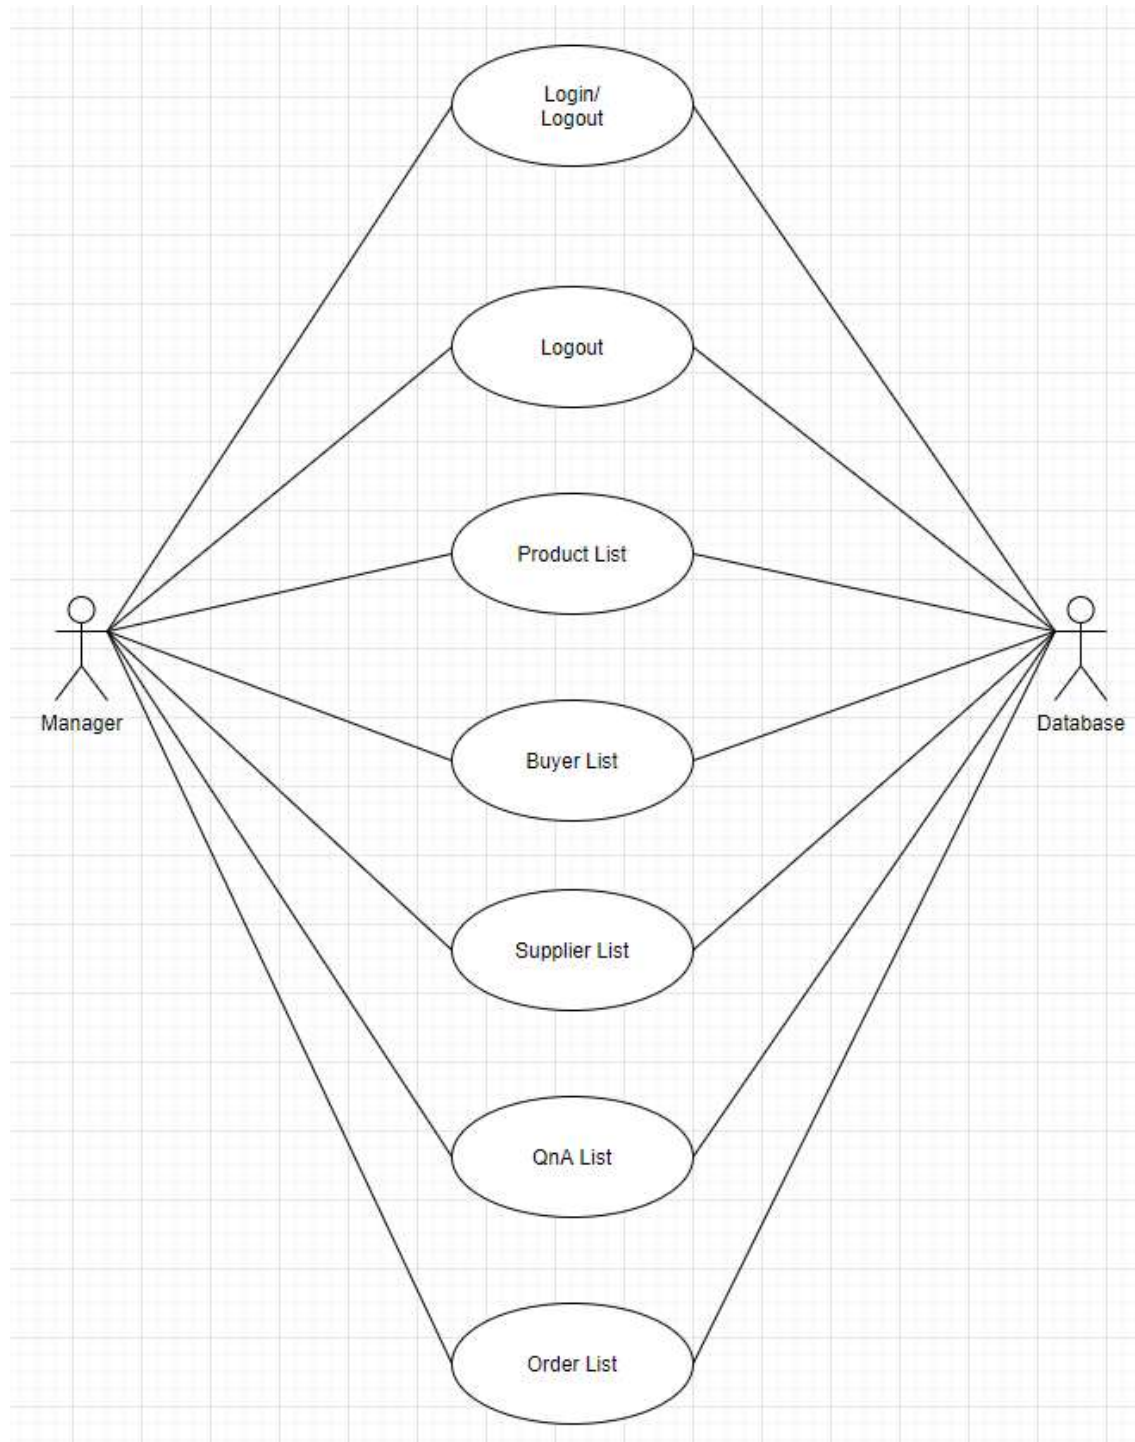 Login/
Logout
Logout
Product List
Manager
Database
Buyer List
Supplier List
QnA List
Order List